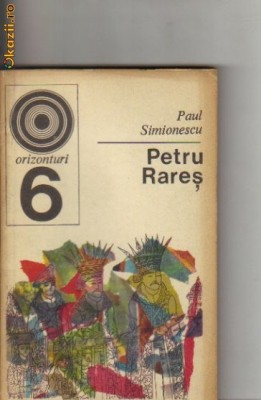 Okazii.ro
Paul
Simionescu
orizonturi
Petru
Rareș
6